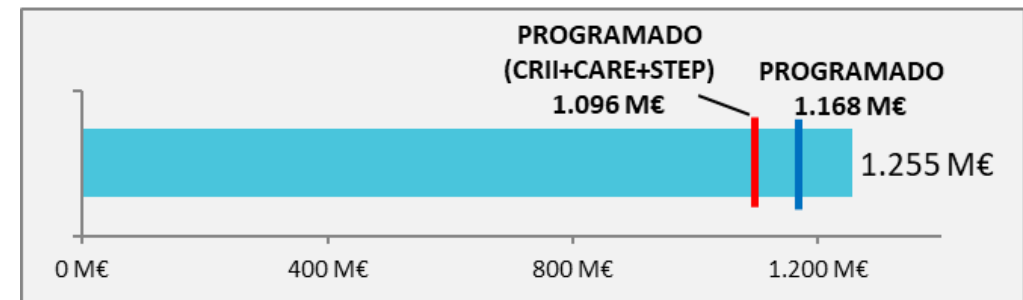 PROGRAMADO
(CRII+CARE+STEP)
1.096 M€
PROGRAMADO
1.168 M€
1.255 M€
0 M€
400 M€
800 M€
1.200 M€